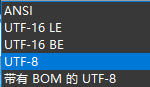 ANSI
UTF-16 LE
UTF-16 BE
UTF-8
带有 BOM 的 UTF-8